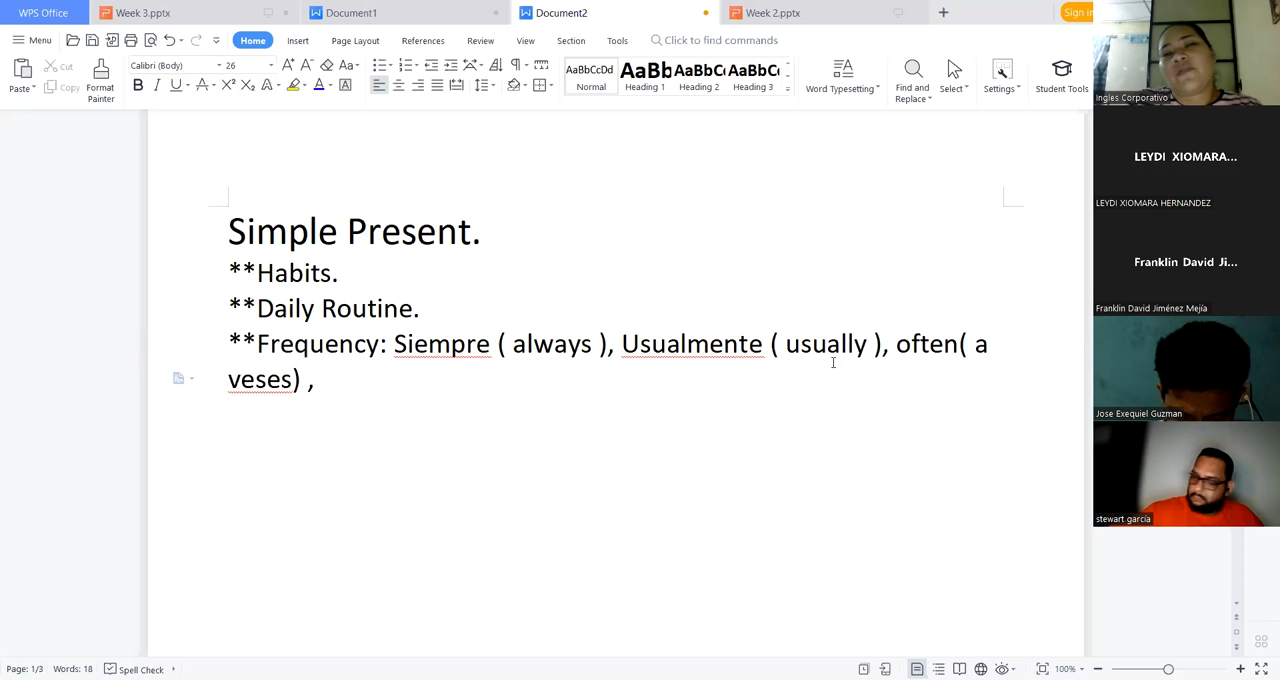 WPS Office Week 3.pptx Document1 Document2 Week 2.pptx Sign in
Menu Home Insert Page Layout References Review View Section Tools Click to find commands
Calibri (Body) 26 AaBbCcDd AaBb AaBbC AaBbC
Paste Cut Copy Format Painter Normal Heading 1 Heading 2 Heading 3 Word Typesetting Find and Replace Select Settings Student Tools
Ingles Corporativo
LEYDI XIOMARA...
LEYDI XIOMARA HERNANDEZ
Simple Present.
**Habits.
Franklin David Ji...
**Daily Routine.
Franklin David Jiménez Mejía
**Frequency: Siempre ( always ), Usualmente ( usually ), often( a
veses) ,
Jose Exequiel Guzman
stewart garcía
Page: 1/3 Words: 18 Spell Check 100%